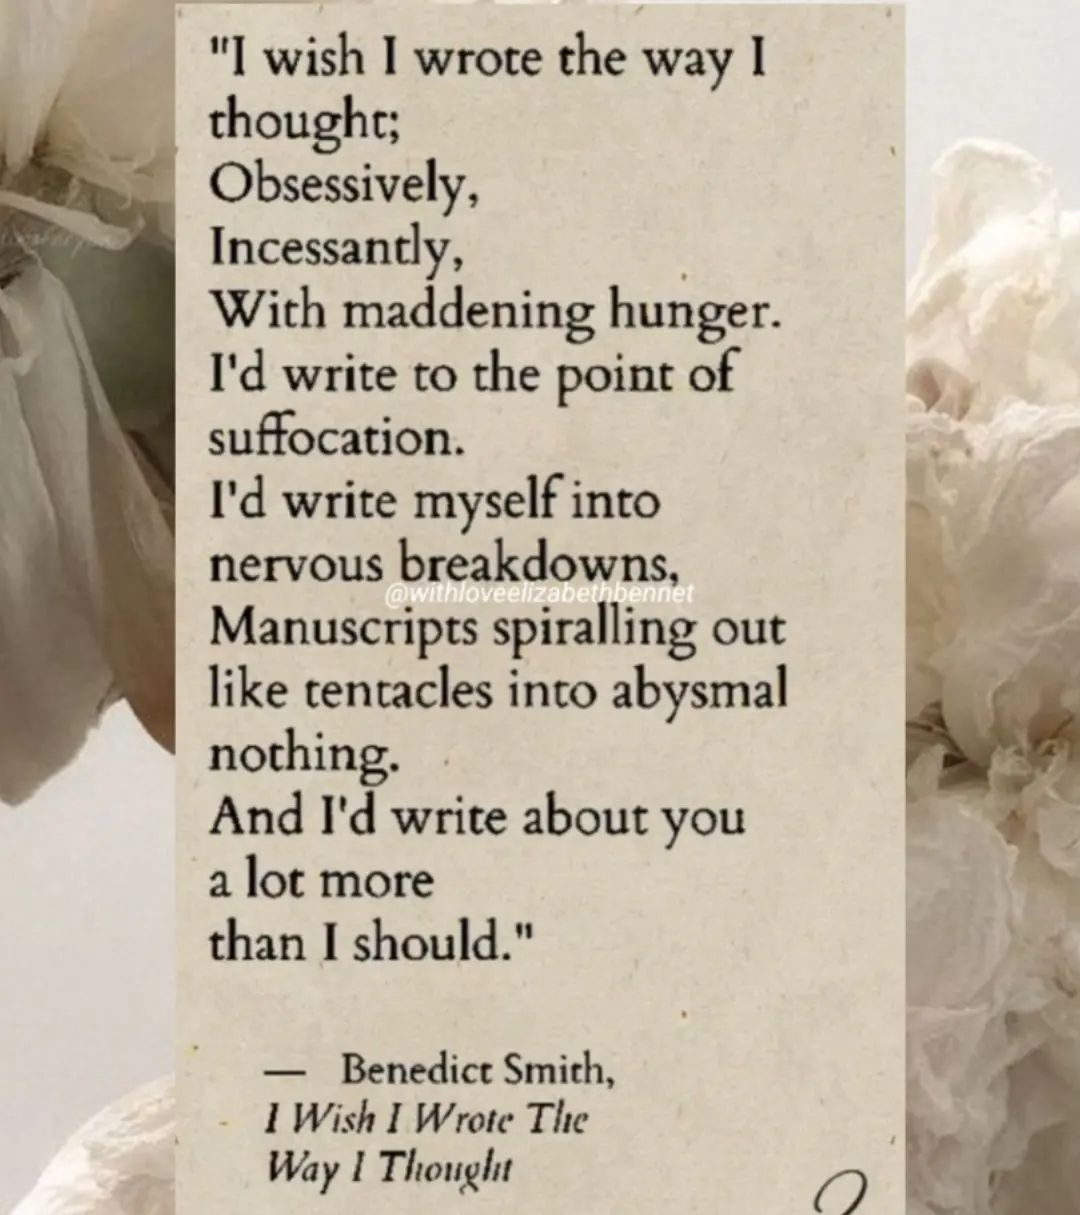 "I wish I wrote the way I
thought;
Obsessively,
Incessantly,
With maddening hunger.
I'd write to the point of
suffocation.
I'd write myself into
nervous breakdowns,
@withloveelizabethbennet
Manuscripts spiralling out
like tentacles into abysmal
nothing.
And I'd write about you
a lot more
than I should."
— Benedict Smith,
I Wish I Wrote The
Way I Thought